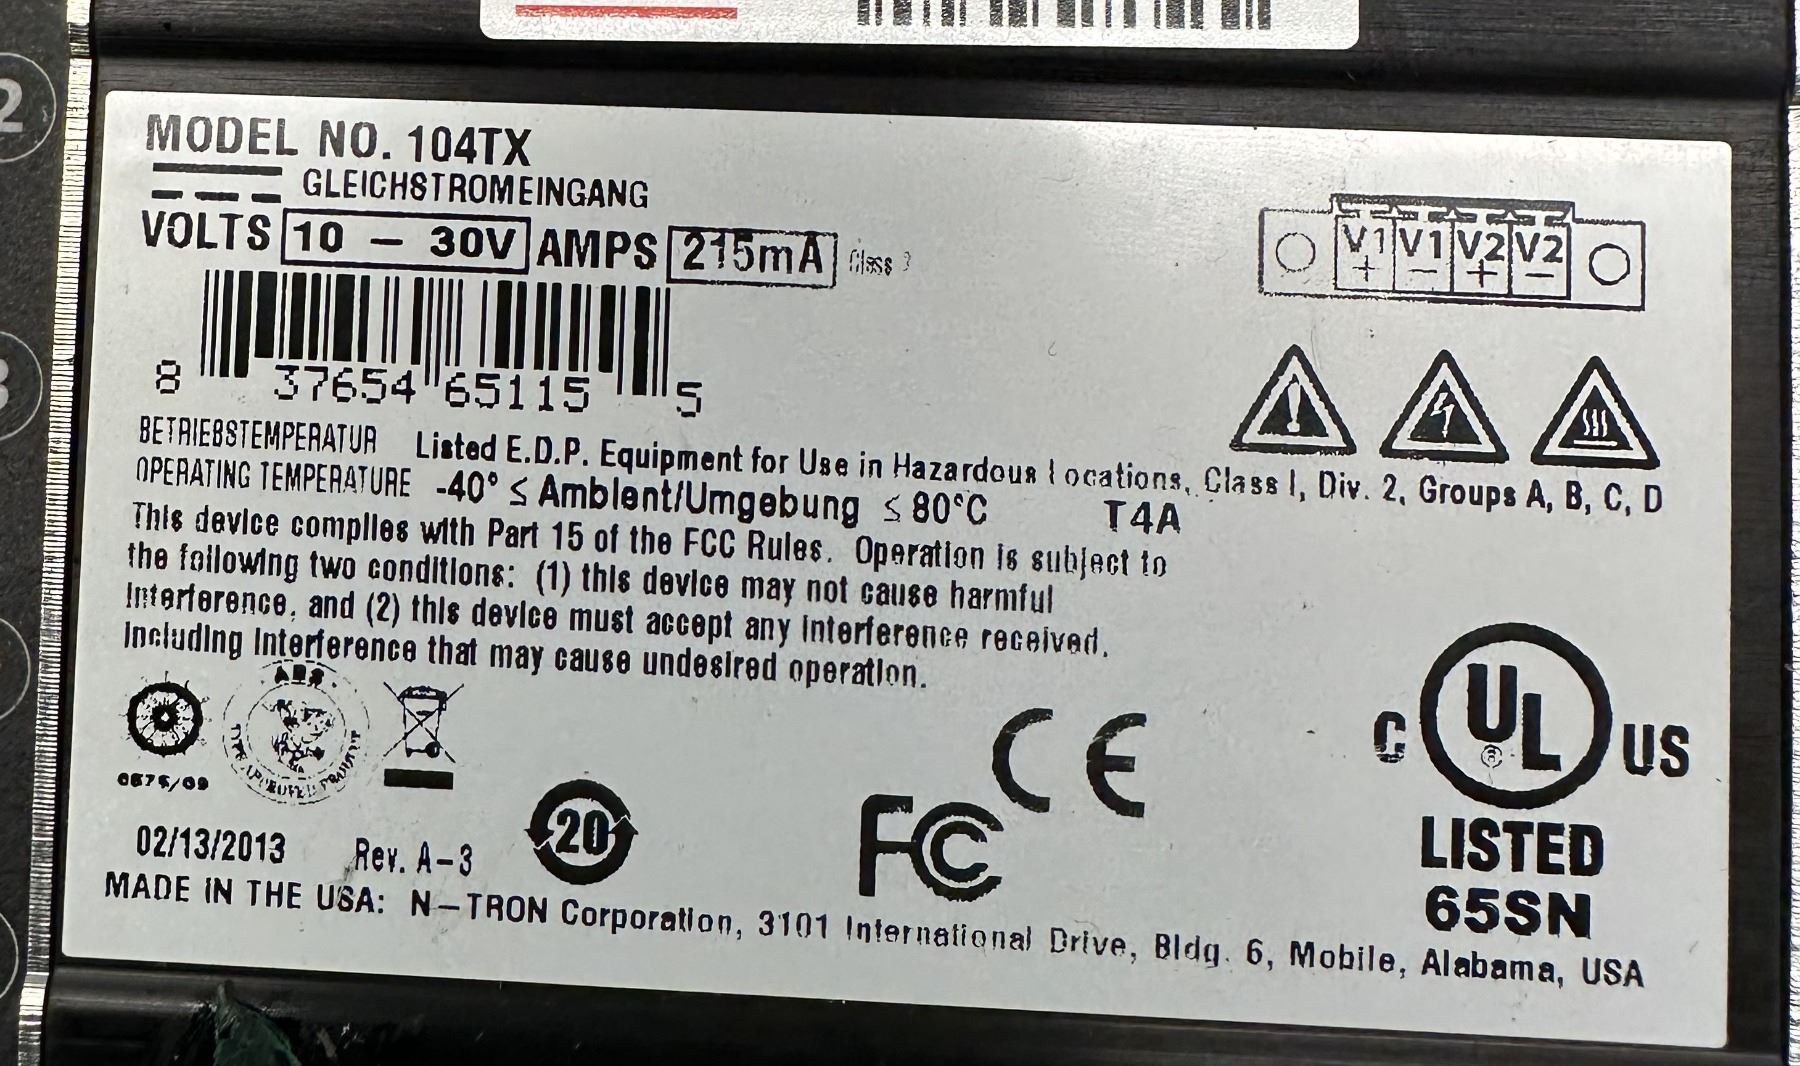 MODEL NO. 104TX
GLEICHSTROMEINGANG
VOLTS 10 - 30V AMPS 215mA Class
V1 V1 V2 V2
+ - + -
8 37654 65115 5
BETRIEBSTEMPERATUR Listed E.D.P. Equipment for Use in Hazardous Locations, Class I, Div. 2, Groups A, B, C, D
OPERATING TEMPERATURE -40° ≤ Ambient/Umgebung ≤ 80°C T4A
This device complies with Part 15 of the FCC Rules. Operation is subject to
the following two conditions: (1) this device may not cause harmful
interference, and (2) this device must accept any interference received,
including interference that may cause undesired operation.
ABS
TYPE APPROVED PRODUCT
CE
C UL ® US
LISTED
65SN
20
FC
02/13/2013 Rev. A-3
MADE IN THE USA: N-TRON Corporation, 3101 International Drive, Bldg. 6, Mobile, Alabama, USA
2